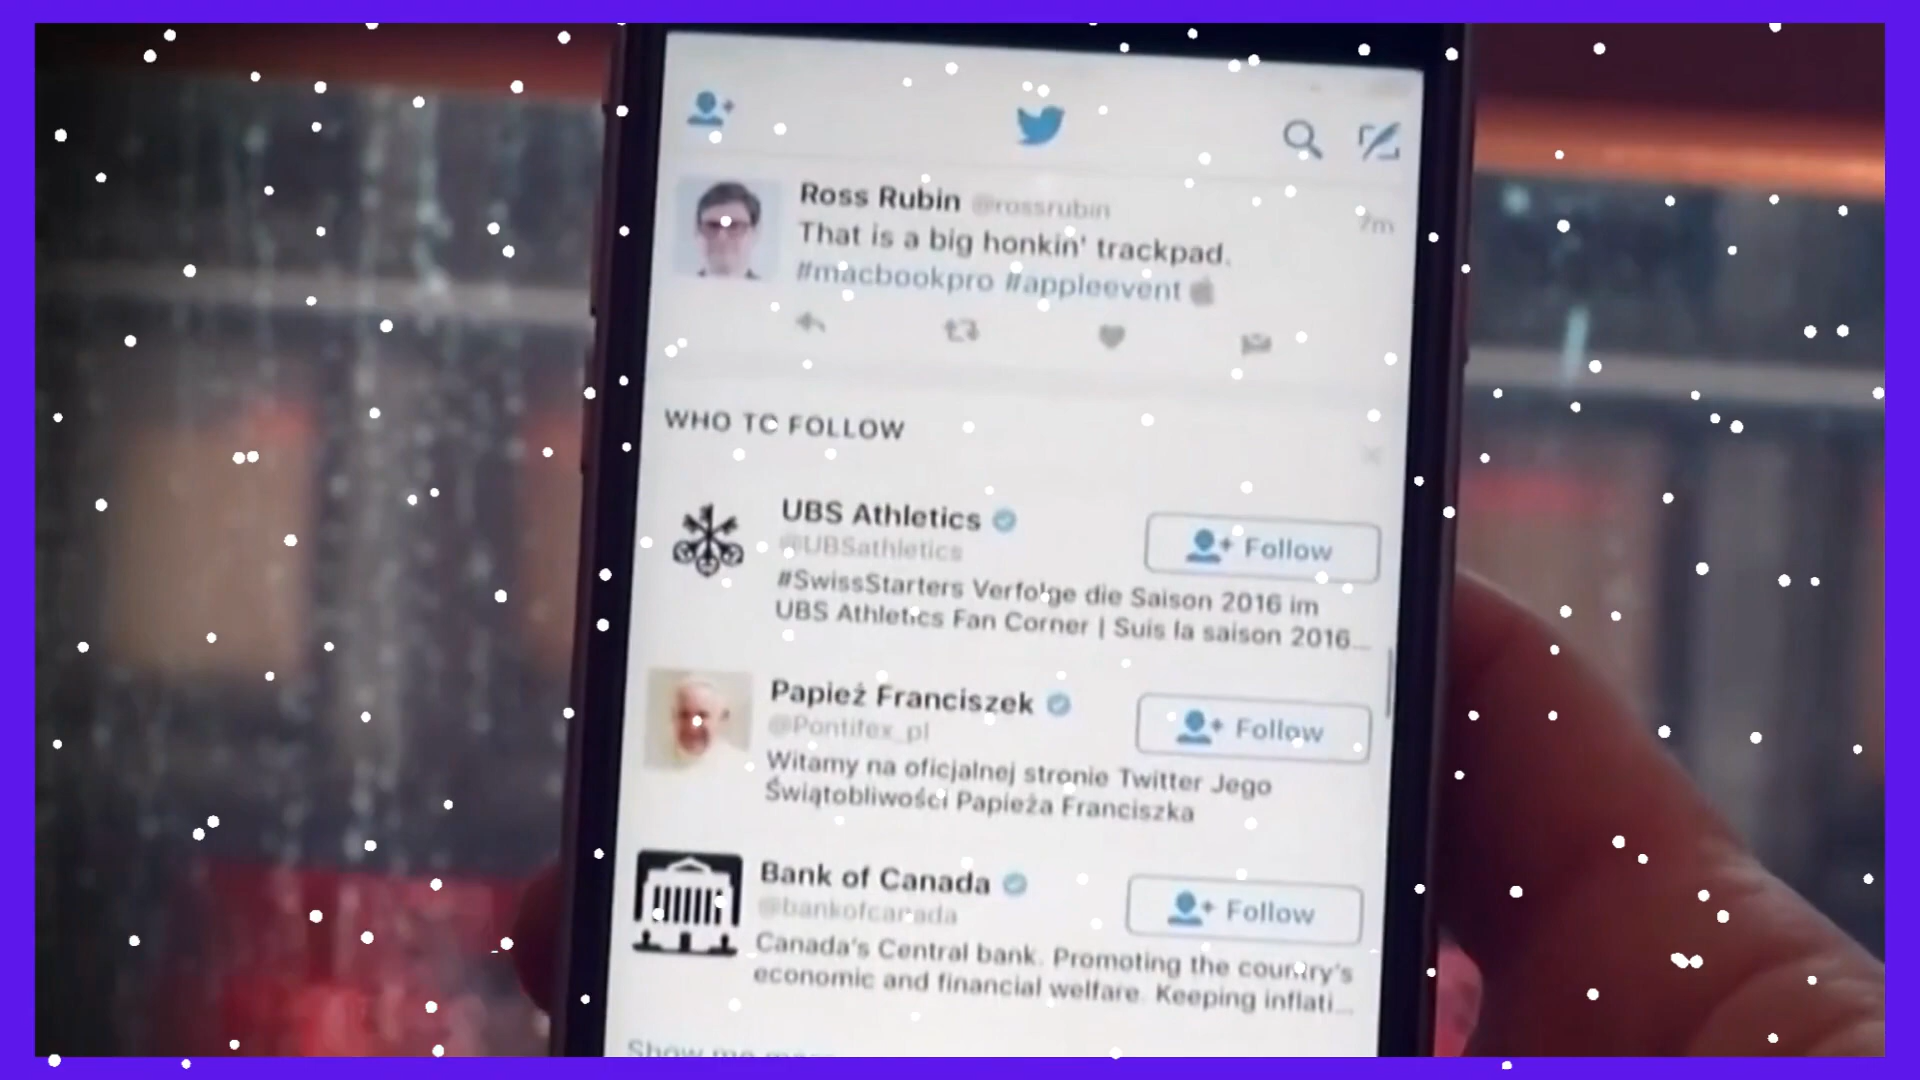 Ross Rubin @rossrubin
7m
That is a big honkin' trackpad.
#macbookpro #appleevent
WHO TO FOLLOW
UBS Athletics
Follow
@UBSathletics
#SwissStarters Verfolge die Saison 2016 im
UBS Athletics Fan Corner | Suis la saison 2016...
Papież Franciszek
Follow
@Pontifex_pl
Witamy na oficjalnej stronie Twitter Jego
Świątobliwości Papieża Franciszka
Bank of Canada
Follow
@bankofcanada
Canada's Central bank. Promoting the country's
economic and financial welfare. Keeping inflati...
Show me